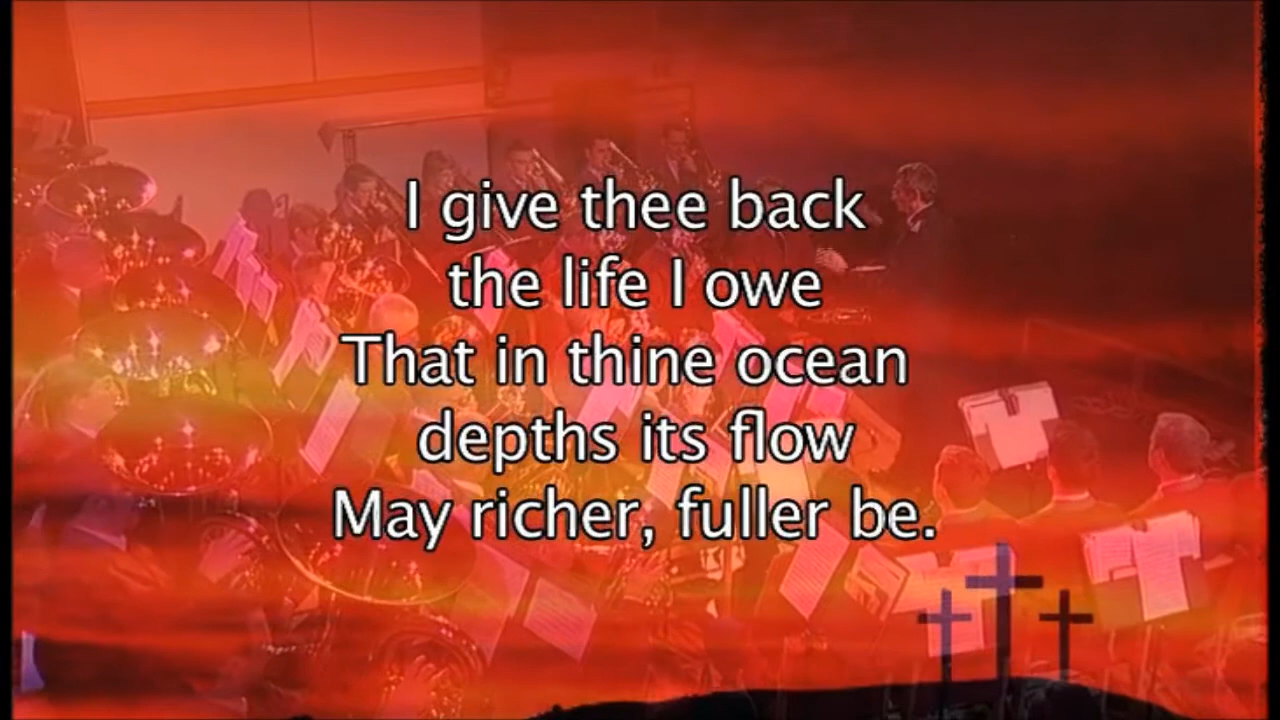 I give thee back
the life I owe
That in thine ocean
depths its flow
May richer, fuller be.